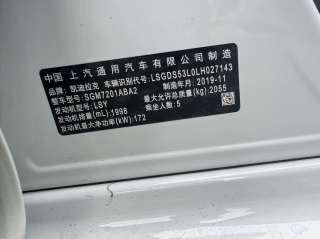 中国 上汽通用汽车有限公司 制造
品牌：凯迪拉克 车辆识别代号：LSGDS53L0LH027143
整车型号：SGM7201ABA2 制造年月：2019-11
发动机型号：LSY 最大允许总质量(kg)：2055
发动机排量(mL)：1998 乘坐人数：5
发动机最大净功率(kW)：172